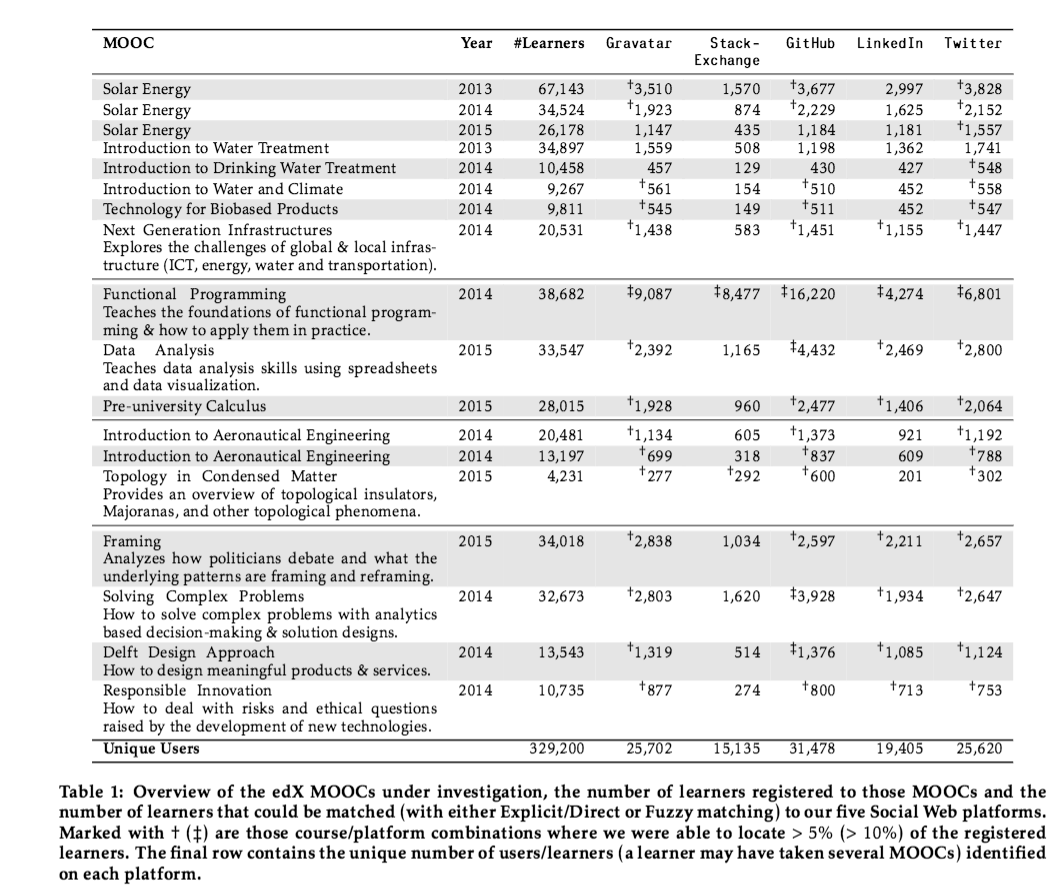 MOOC Year #Learners Gravatar Stack- GitHub LinkedIn Twitter
Exchange
Solar Energy 2013 67,143 †3,510 1,570 †3,677 2,997 †3,828
Solar Energy 2014 34,524 †1,923 874 †2,229 1,625 †2,152
Solar Energy 2015 26,178 1,147 435 1,184 1,181 †1,557
Introduction to Water Treatment 2013 34,897 1,559 508 1,198 1,362 1,741
Introduction to Drinking Water Treatment 2014 10,458 457 129 430 427 †548
Introduction to Water and Climate 2014 9,267 †561 154 †510 452 †558
Technology for Biobased Products 2014 9,811 †545 149 †511 452 †547
Next Generation Infrastructures 2014 20,531 †1,438 583 †1,451 †1,155 †1,447
Explores the challenges of global & local infras-
tructure (ICT, energy, water and transportation).
Functional Programming 2014 38,682 ‡9,087 ‡8,477 ‡16,220 ‡4,274 ‡6,801
Teaches the foundations of functional program-
ming & how to apply them in practice.
Data Analysis 2015 33,547 †2,392 1,165 ‡4,432 †2,469 †2,800
Teaches data analysis skills using spreadsheets
and data visualization.
Pre-university Calculus 2015 28,015 †1,928 960 †2,477 †1,406 †2,064
Introduction to Aeronautical Engineering 2014 20,481 †1,134 605 †1,373 921 †1,192
Introduction to Aeronautical Engineering 2014 13,197 †699 318 †837 609 †788
Topology in Condensed Matter 2015 4,231 †277 †292 †600 201 †302
Provides an overview of topological insulators,
Majoranas, and other topological phenomena.
Framing 2015 34,018 †2,838 1,034 †2,597 †2,211 †2,657
Analyzes how politicians debate and what the
underlying patterns are framing and reframing.
Solving Complex Problems 2014 32,673 †2,803 1,620 ‡3,928 †1,934 †2,647
How to solve complex problems with analytics
based decision-making & solution designs.
Delft Design Approach 2014 13,543 †1,319 514 ‡1,376 †1,085 †1,124
How to design meaningful products & services.
Responsible Innovation 2014 10,735 †877 274 †800 †713 †753
How to deal with risks and ethical questions
raised by the development of new technologies.
Unique Users 329,200 25,702 15,135 31,478 19,405 25,620
Table 1: Overview of the edX MOOCs under investigation, the number of learners registered to those MOOCs and the
number of learners that could be matched (with either Explicit/Direct or Fuzzy matching) to our five Social Web platforms.
Marked with † (‡) are those course/platform combinations where we were able to locate > 5% (> 10%) of the registered
learners. The final row contains the unique number of users/learners (a learner may have taken several MOOCs) identified
on each platform.